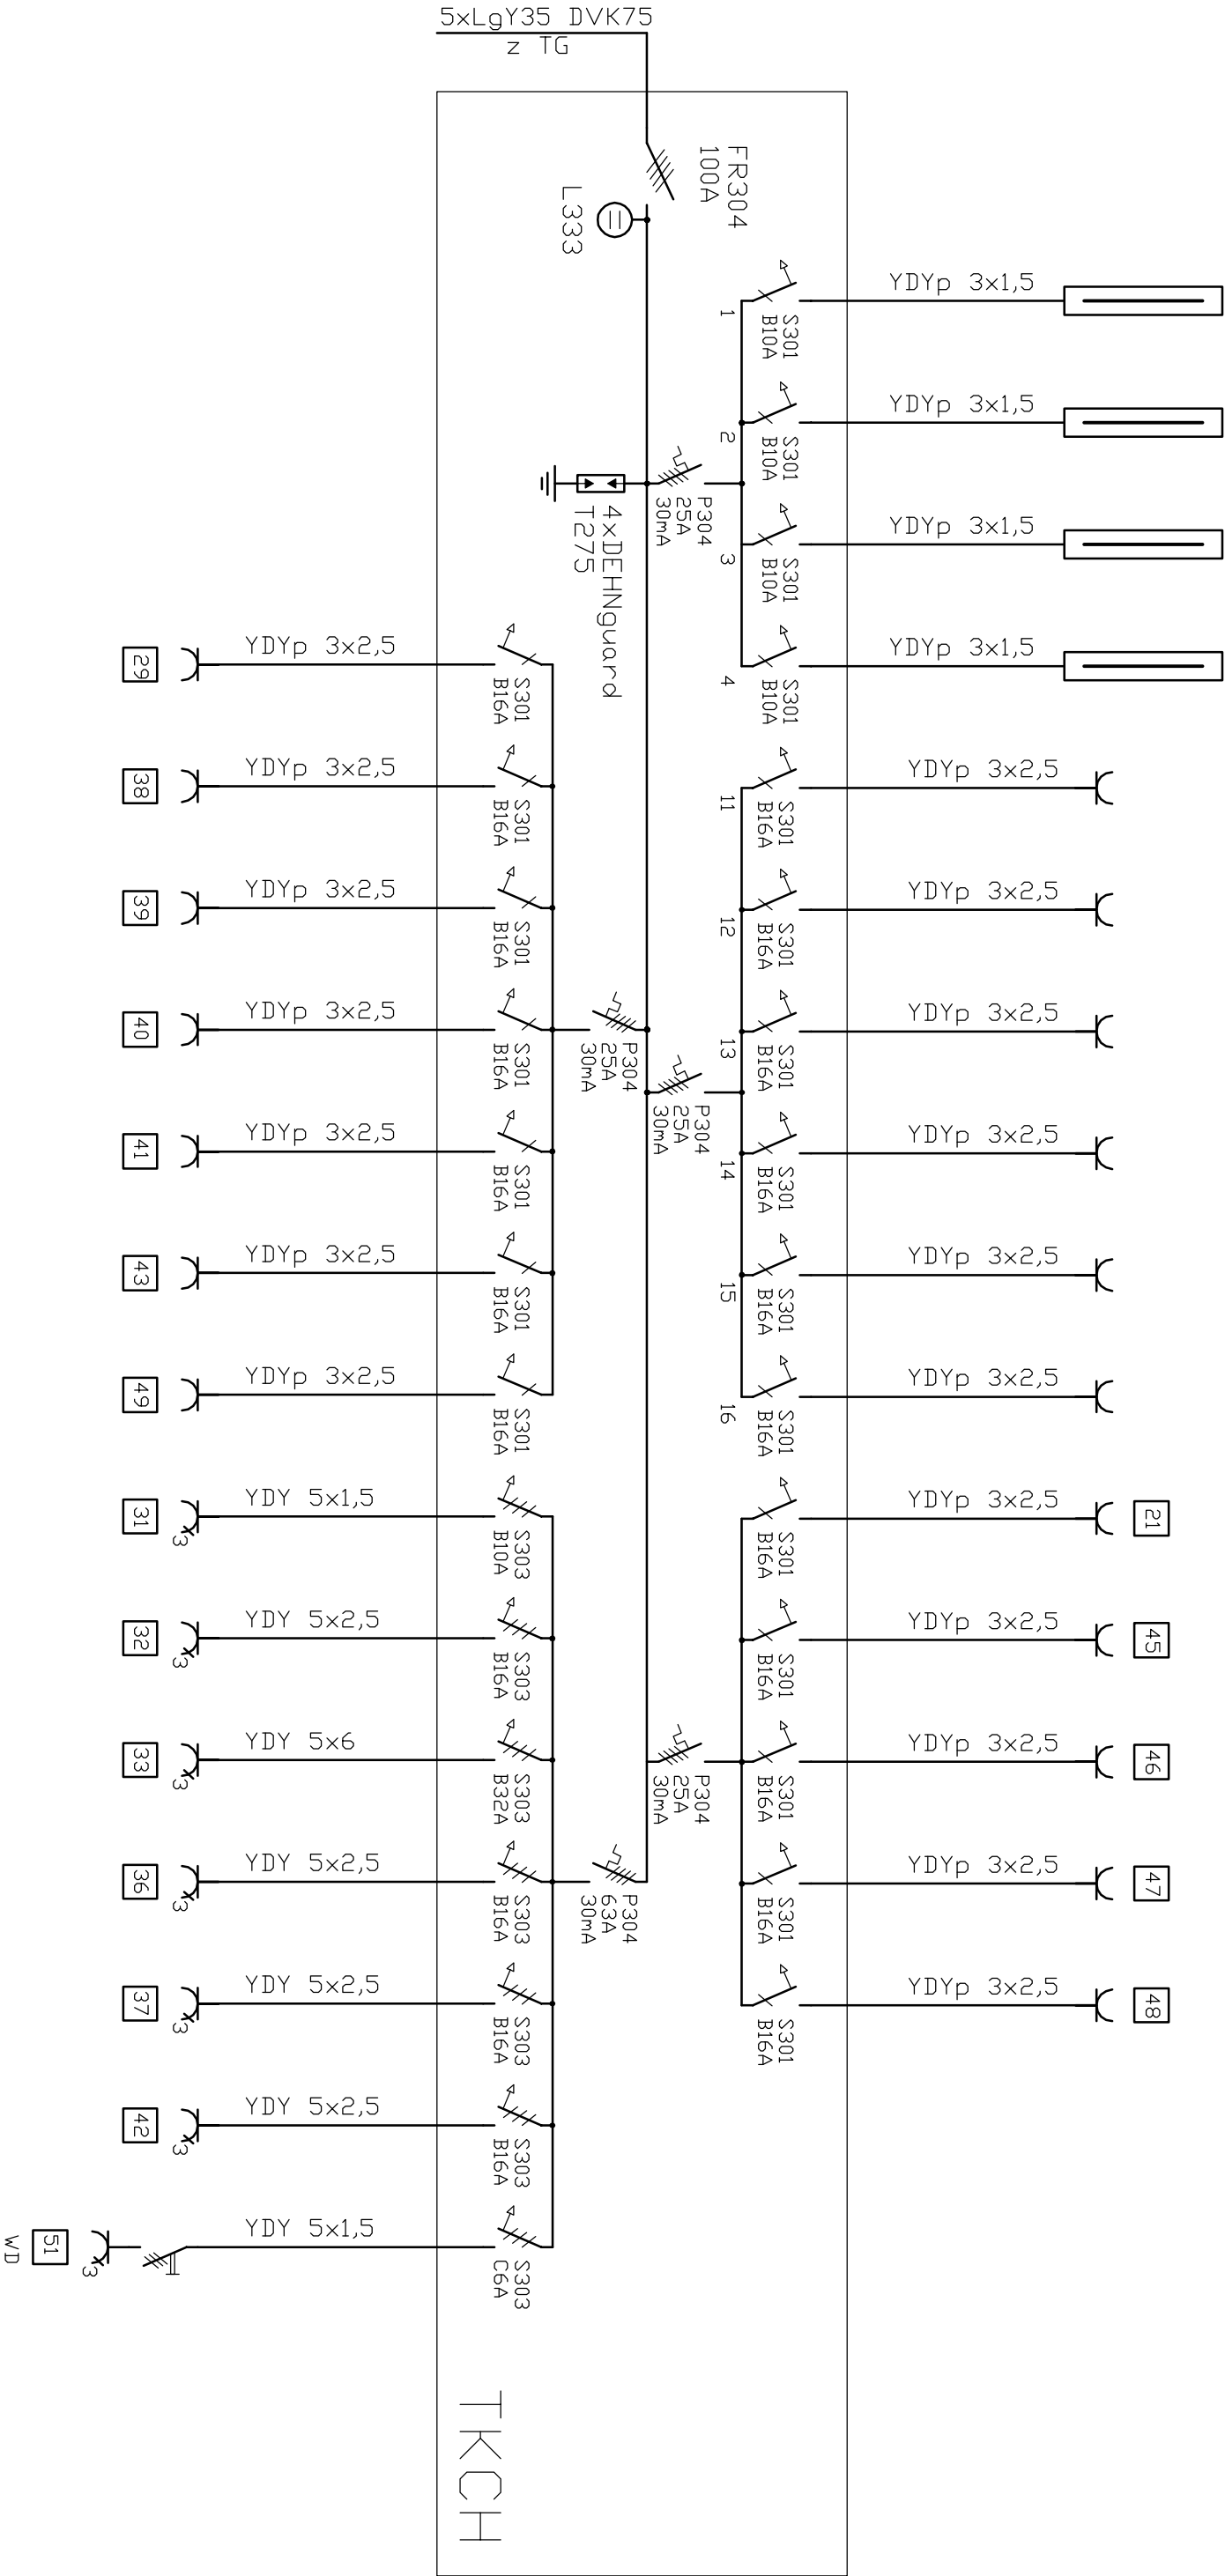 5xLgY35 DVK75
z TG
FR304
100A
L333
YDYp 3x1,5
1
S301
B10A
YDYp 3x1,5
2
S301
B10A
P304
25A
30mA
4xDEHNguard
T275
YDYp 3x1,5
3
S301
B10A
YDYp 3x1,5
4
S301
B10A
29
YDYp 3x2,5
S301
B16A
38
YDYp 3x2,5
S301
B16A
39
YDYp 3x2,5
S301
B16A
40
YDYp 3x2,5
S301
B16A
41
YDYp 3x2,5
S301
B16A
43
YDYp 3x2,5
S301
B16A
49
YDYp 3x2,5
S301
B16A
P304
25A
30mA
11
S301
B16A
YDYp 3x2,5
12
S301
B16A
YDYp 3x2,5
13
S301
B16A
YDYp 3x2,5
P304
25A
30mA
14
S301
B16A
YDYp 3x2,5
15
S301
B16A
YDYp 3x2,5
16
S301
B16A
YDYp 3x2,5
31
3
YDY 5x1,5
S303
B10A
32
3
YDY 5x2,5
S303
B16A
33
3
YDY 5x6
S303
B32A
36
3
YDY 5x2,5
S303
B16A
37
3
YDY 5x2,5
S303
B16A
42
3
YDY 5x2,5
S303
B16A
51
WD
3
YDY 5x1,5
S303
C6A
P304
63A
30mA
P304
25A
30mA
S301
B16A
YDYp 3x2,5
21
S301
B16A
YDYp 3x2,5
45
S301
B16A
YDYp 3x2,5
46
S301
B16A
YDYp 3x2,5
47
S301
B16A
YDYp 3x2,5
48
TKCH